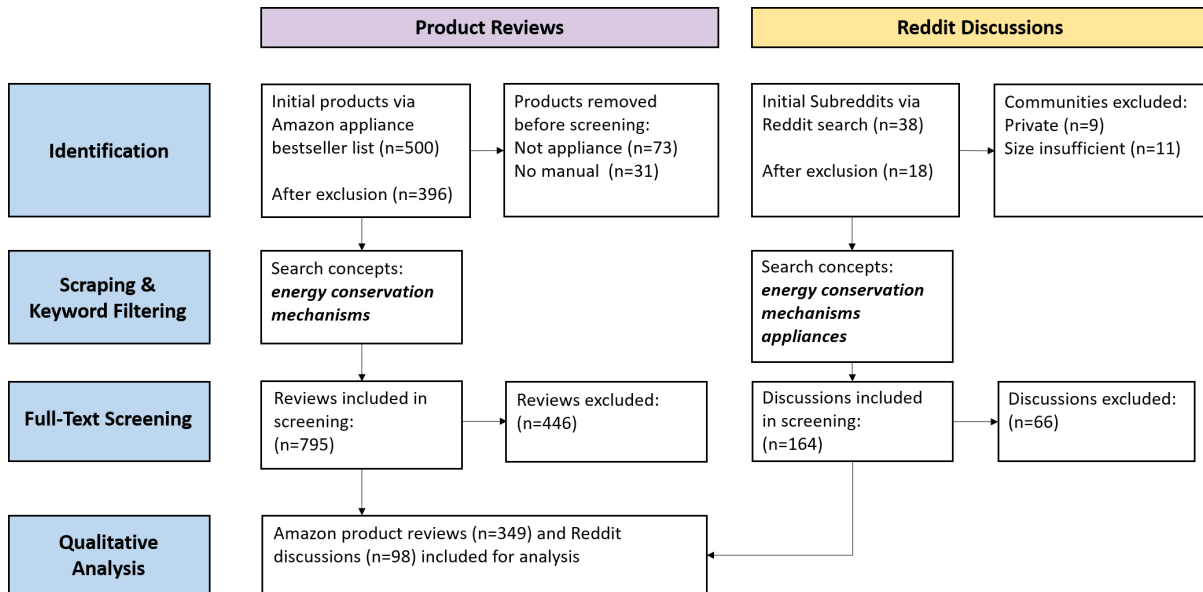 Product Reviews
Reddit Discussions
Identification
Initial products via
Amazon appliance
bestseller list (n=500)
After exclusion (n=396)
Products removed
before screening:
Not appliance (n=73)
No manual (n=31)
Initial Subreddits via
Reddit search (n=38)
After exclusion (n=18)
Communities excluded:
Private (n=9)
Size insufficient (n=11)
Scraping &
Keyword Filtering
Search concepts:
energy conservation
mechanisms
Search concepts:
energy conservation
mechanisms
appliances
Full-Text Screening
Reviews included in
screening:
(n=795)
Reviews excluded:
(n=446)
Discussions included
in screening:
(n=164)
Discussions excluded:
(n=66)
Qualitative
Analysis
Amazon product reviews (n=349) and Reddit
discussions (n=98) included for analysis